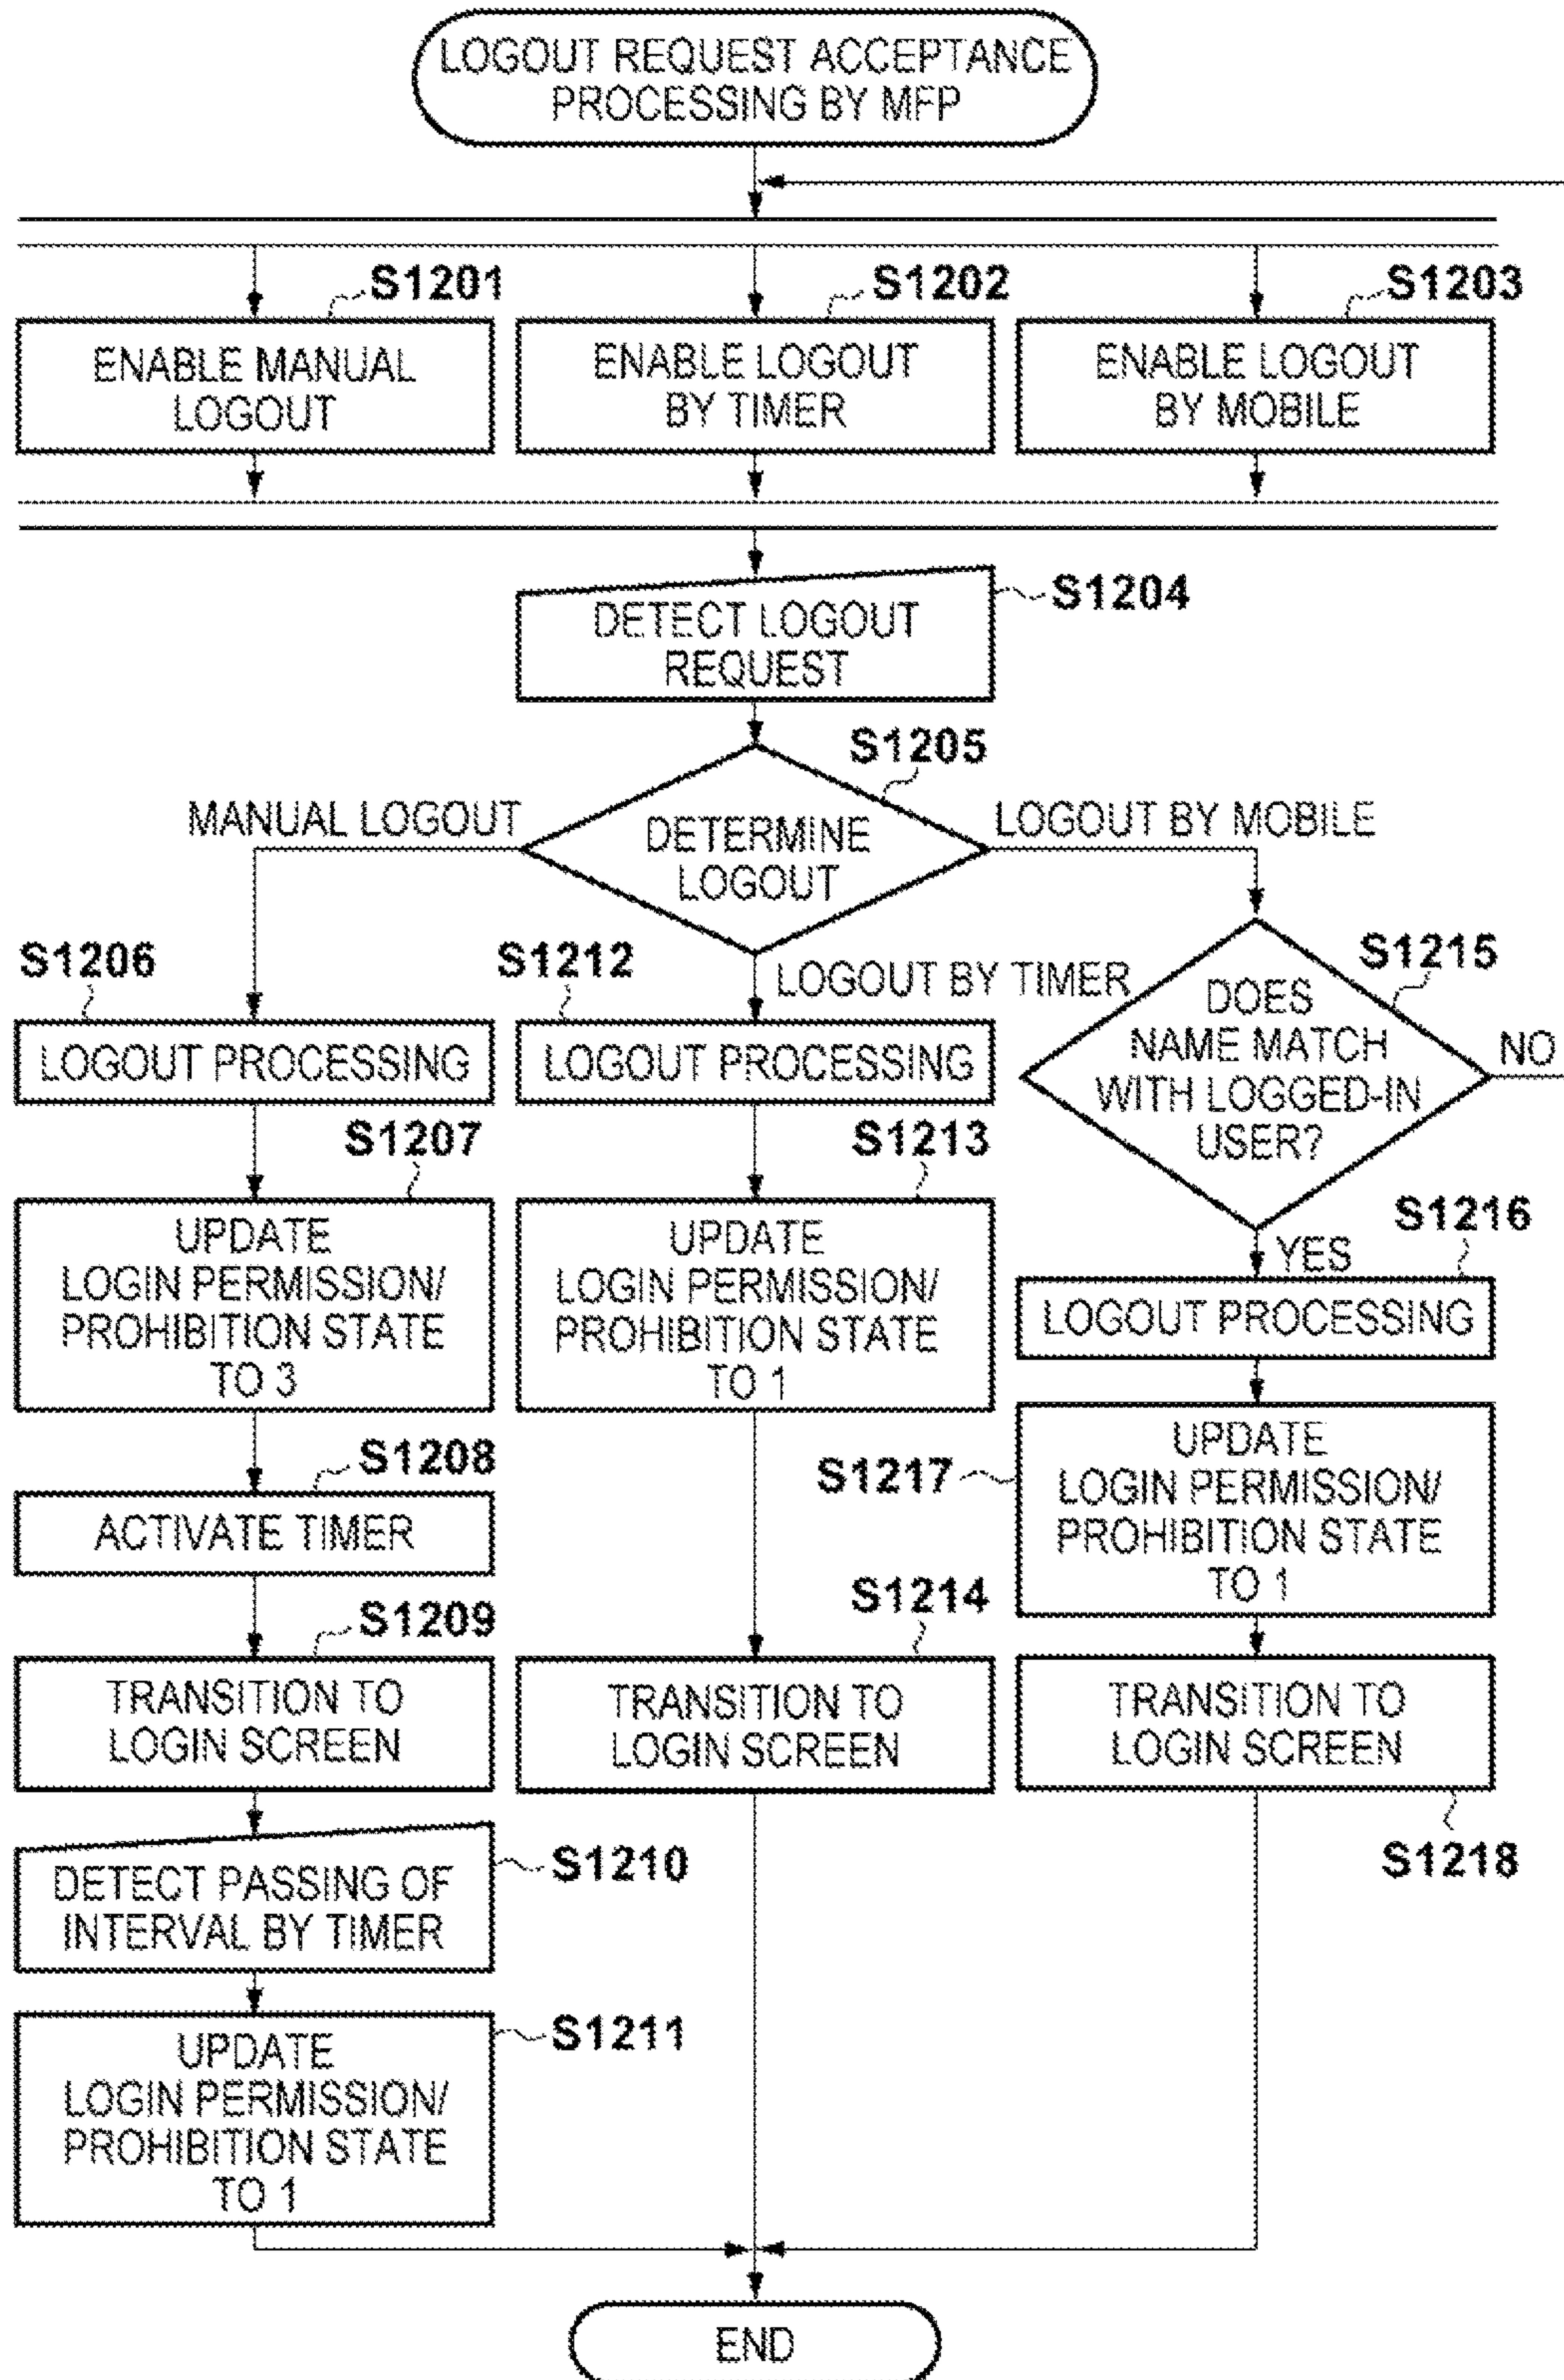 LOGOUT REQUEST ACCEPTANCE
PROCESSING BY MFP
S1201
ENABLE MANUAL
LOGOUT
S1202
ENABLE LOGOUT
BY TIMER
S1203
ENABLE LOGOUT
BY MOBILE
S1204
DETECT LOGOUT
REQUEST
S1205
DETERMINE
LOGOUT
MANUAL LOGOUT
LOGOUT BY TIMER
LOGOUT BY MOBILE
S1206
LOGOUT PROCESSING
S1207
UPDATE
LOGIN PERMISSION/
PROHIBITION STATE
TO 3
S1208
ACTIVATE TIMER
S1209
TRANSITION TO
LOGIN SCREEN
S1210
DETECT PASSING OF
INTERVAL BY TIMER
S1211
UPDATE
LOGIN PERMISSION/
PROHIBITION STATE
TO 1
S1212
LOGOUT PROCESSING
S1213
UPDATE
LOGIN PERMISSION/
PROHIBITION STATE
TO 1
S1214
TRANSITION TO
LOGIN SCREEN
S1215
DOES
NAME MATCH
WITH LOGGED-IN
USER?
NO
YES
S1216
LOGOUT PROCESSING
S1217
UPDATE
LOGIN PERMISSION/
PROHIBITION STATE
TO 1
TRANSITION TO
LOGIN SCREEN
S1218
END